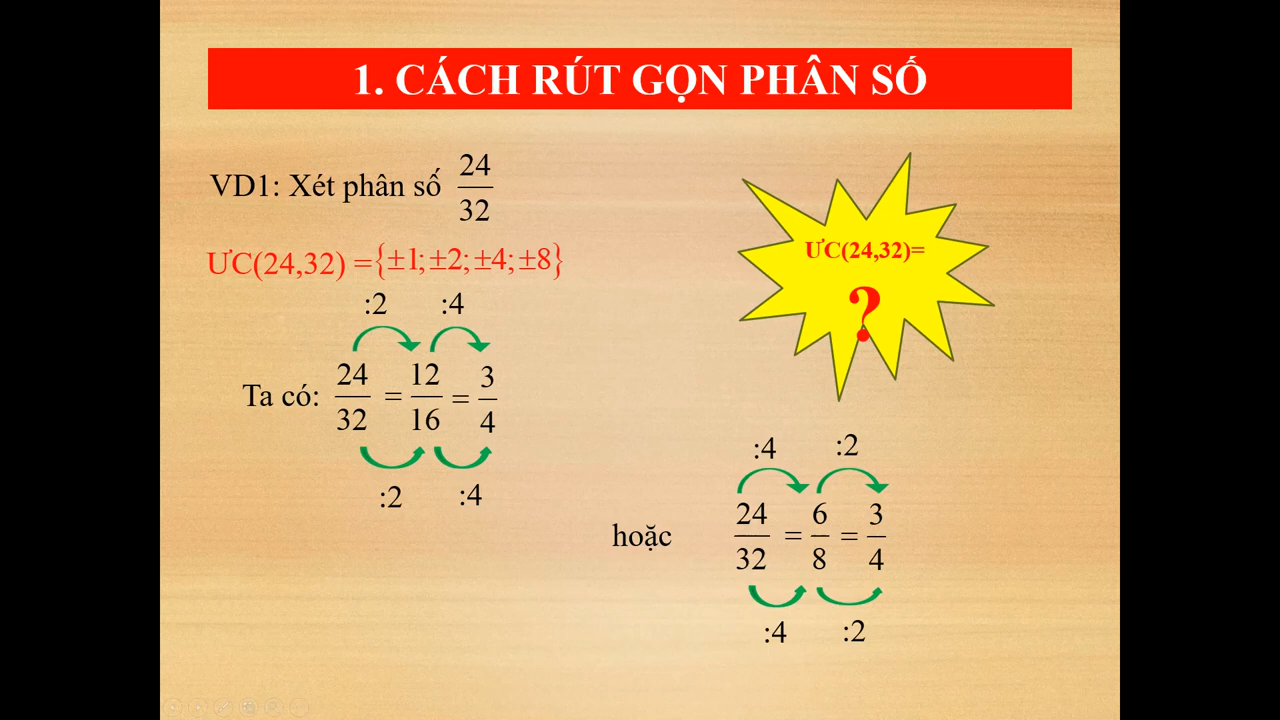 1. CÁCH RÚT GỌN PHÂN SỐ
VD1: Xét phân số 24/32
ƯC(24,32) = {±1; ±2; ±4; ±8}
ƯC(24,32)=
?
:2 :4
Ta có: 24/32 = 12/16 = 3/4
:2 :4
:4 :2
hoặc 24/32 = 6/8 = 3/4
:4 :2